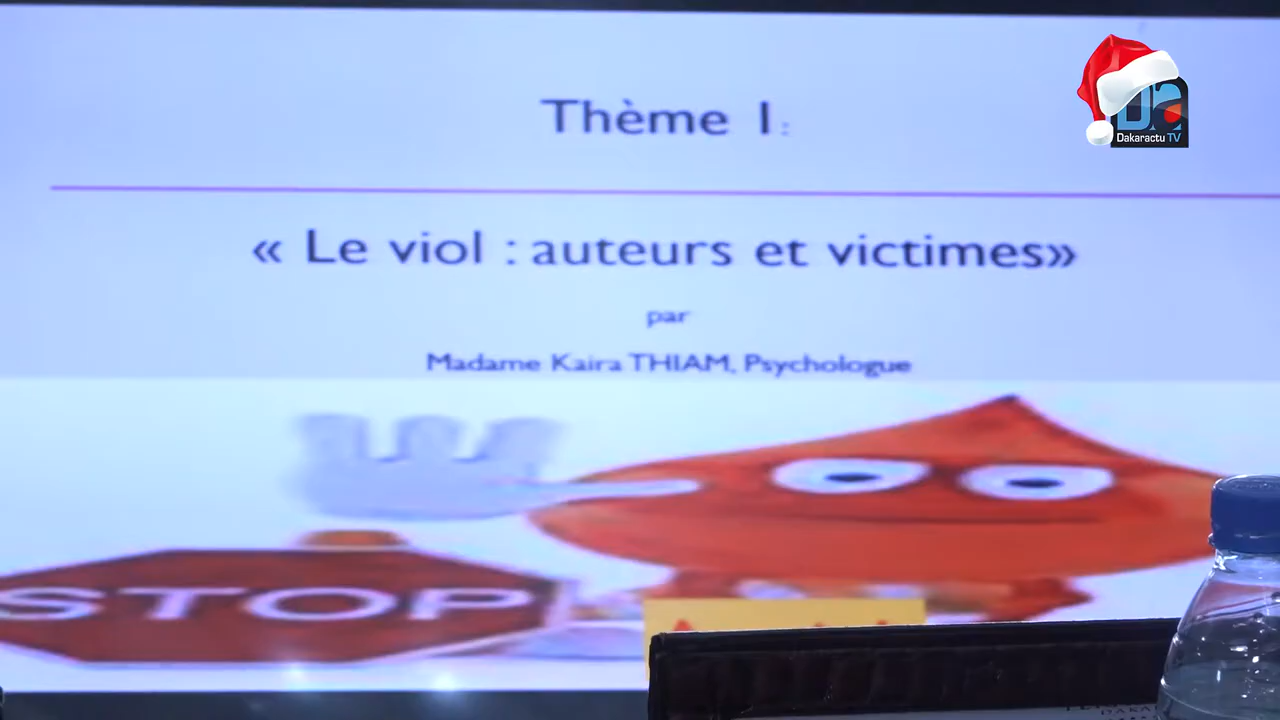 Thème 1:
Dakaractu TV
« Le viol : auteurs et victimes»
par
Madame Kaira THIAM, Psychologue
STOP